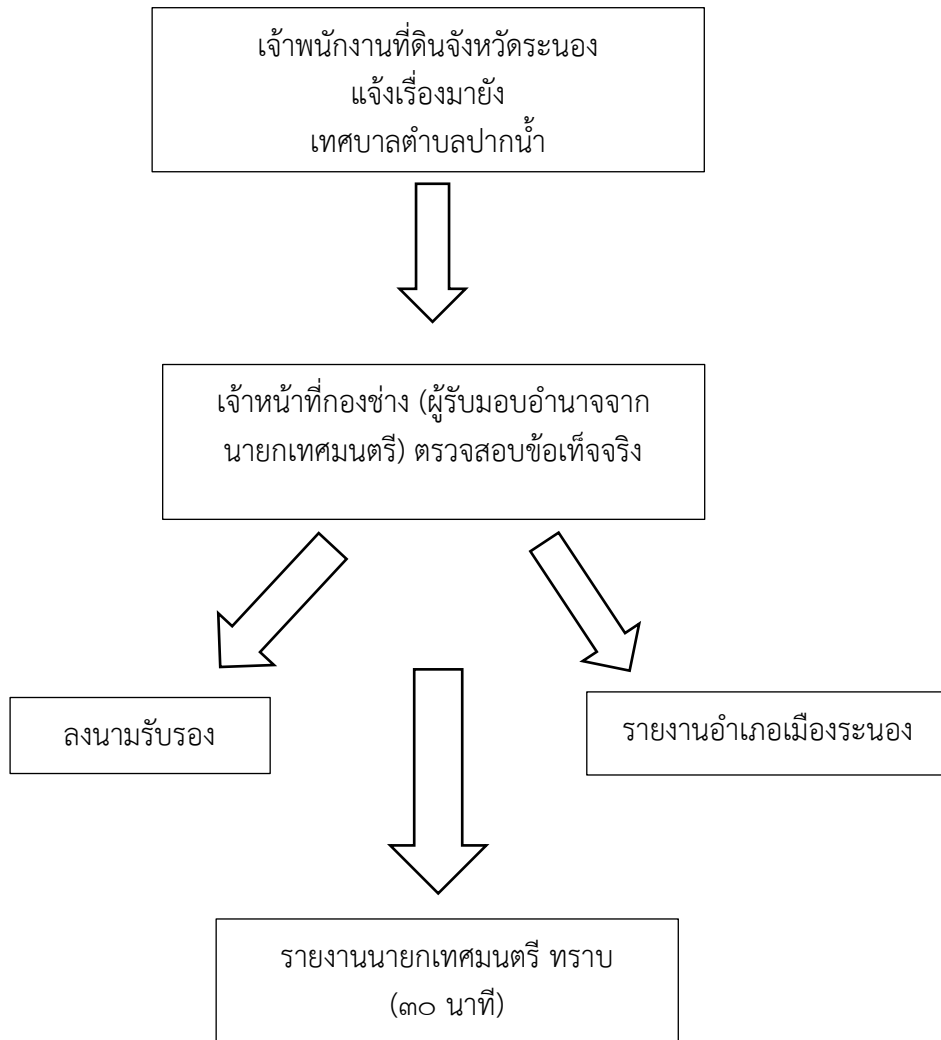 เจ้าพนักงานที่ดินจังหวัดระนอง
แจ้งเรื่องมายัง
เทศบาลตำบลปากน้ำ
เจ้าหน้าที่กองช่าง (ผู้รับมอบอำนาจจาก
นายกเทศมนตรี) ตรวจสอบข้อเท็จจริง
ลงนามรับรอง
รายงานอำเภอเมืองระนอง
รายงานนายกเทศมนตรี ทราบ
(๓๐ นาที)